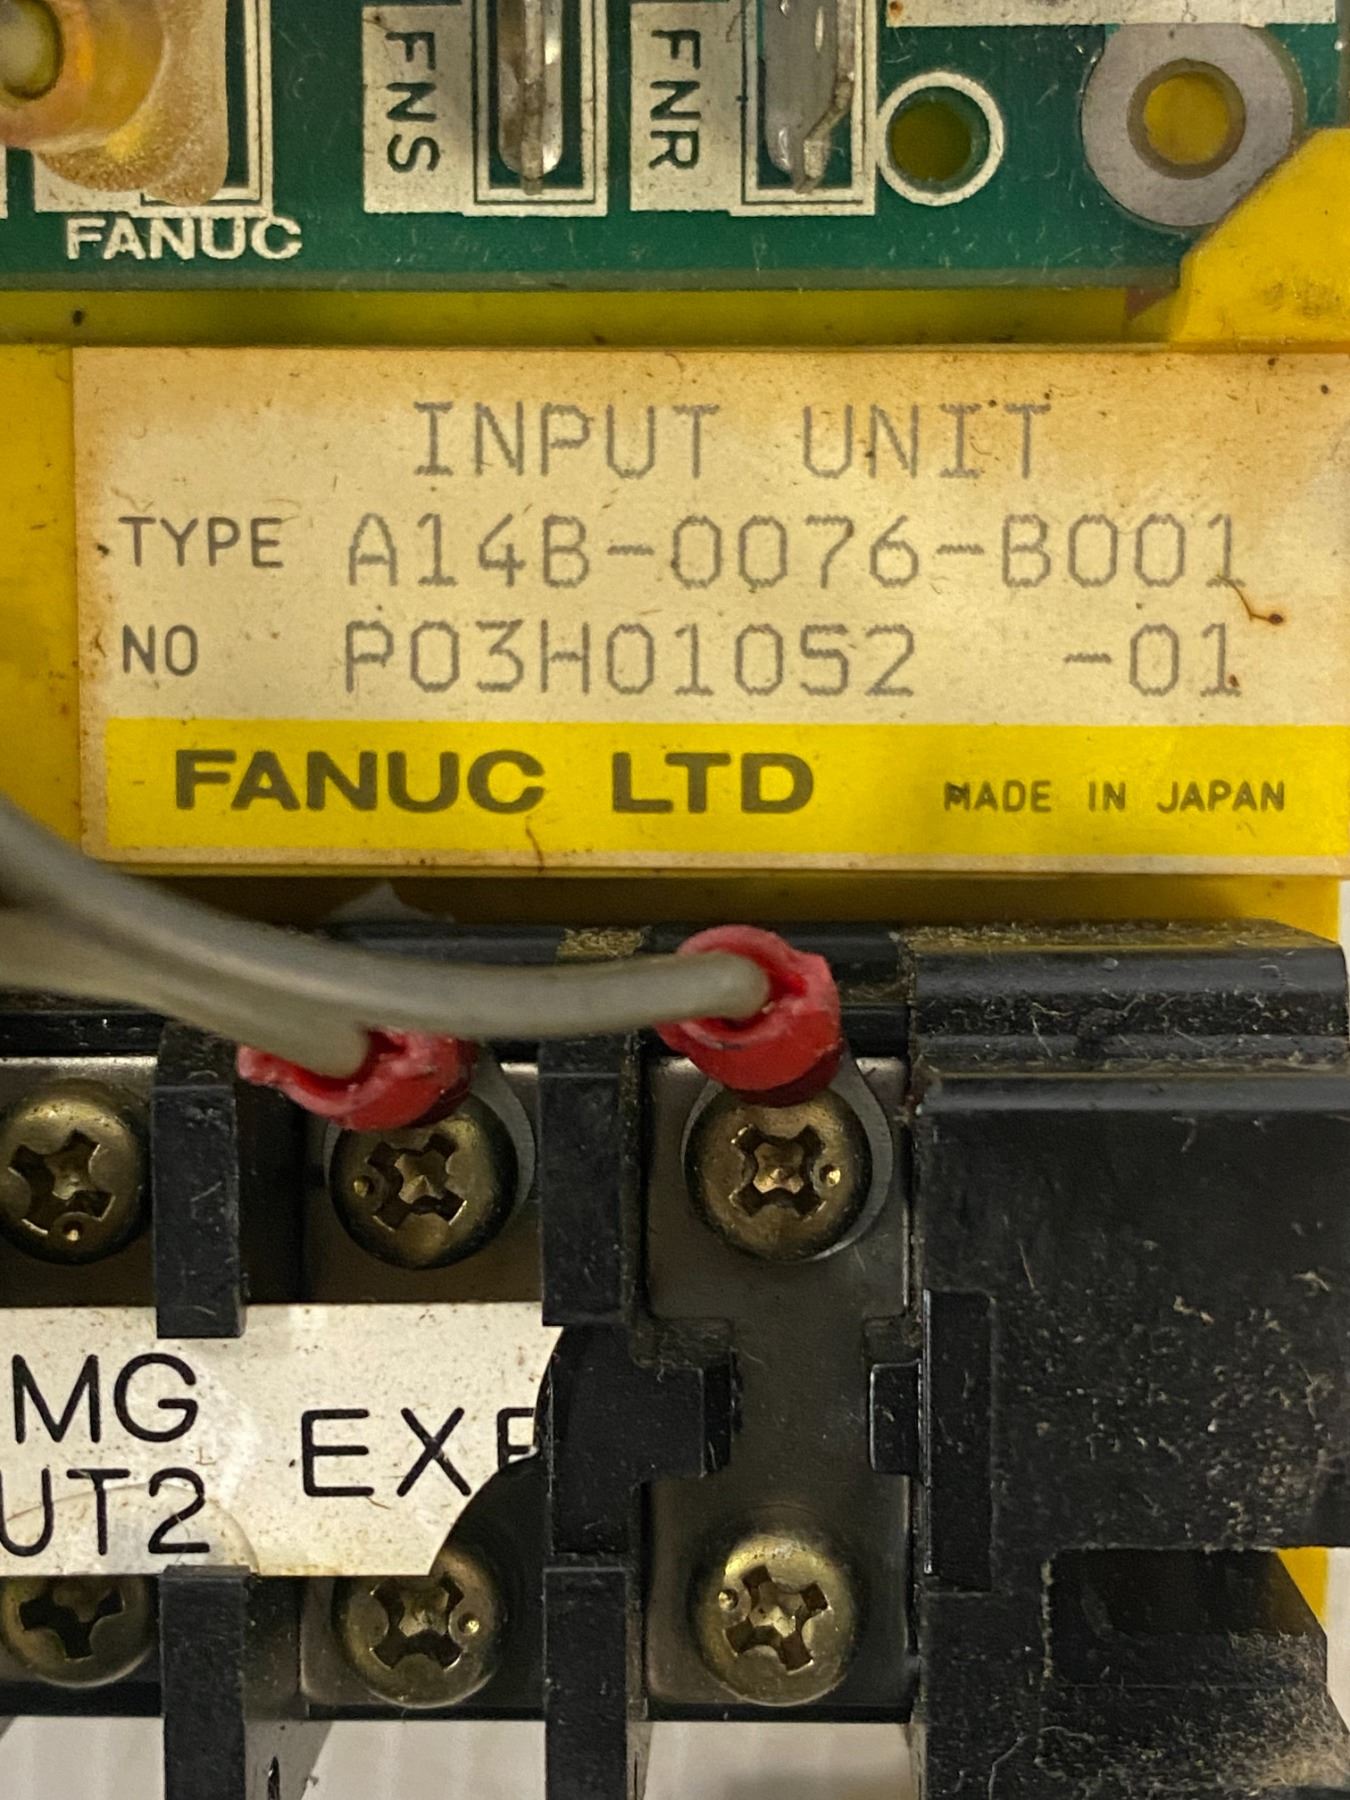 FNS
FNR
FANUC
INPUT UNIT
TYPE A14B-0076-B001
NO P03H01052 -01
FANUC LTD MADE IN JAPAN
MG
UT2
EX